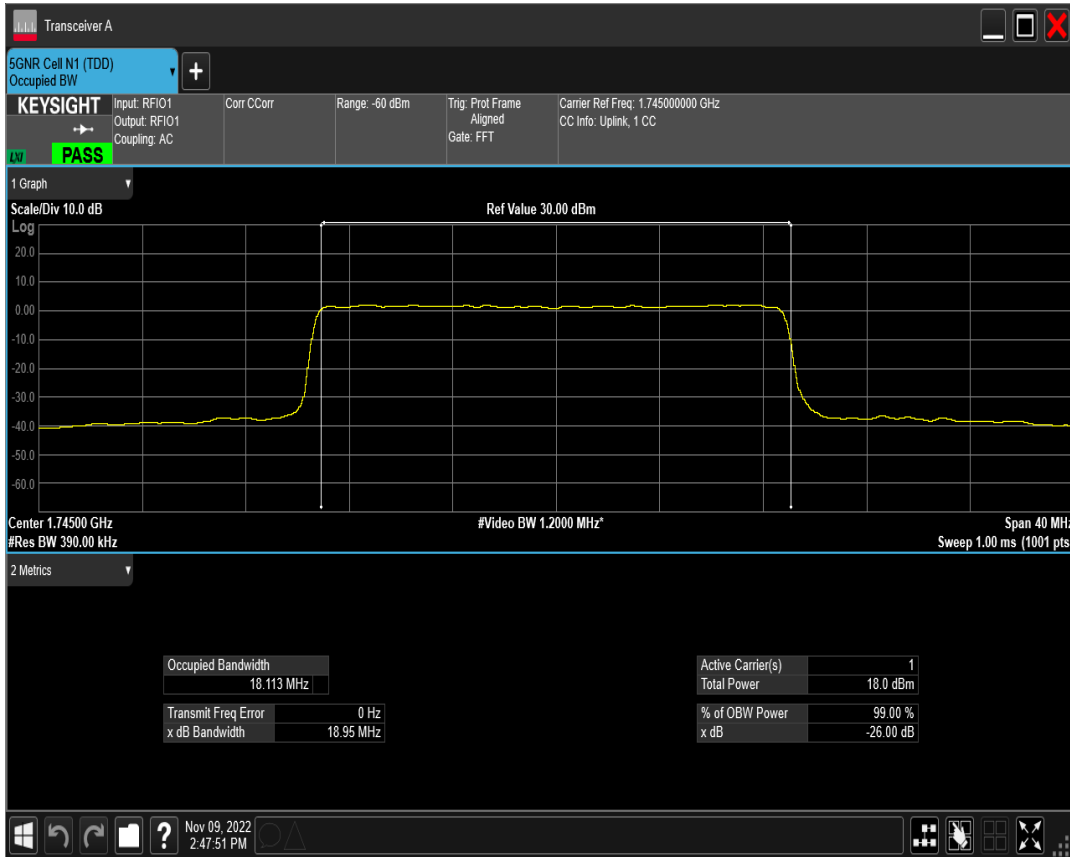 Transceiver A
5GNR Cell N1 (TDD)
Occupied BW
+
KEYSIGHT
Input: RFIO1
Output: RFIO1
Coupling: AC
LXI
PASS
Corr CCorr
Range: -60 dBm
Trig: Prot Frame
Aligned
Gate: FFT
Carrier Ref Freq: 1.745000000 GHz
CC Info: Uplink, 1 CC
1 Graph
Scale/Div 10.0 dB
Ref Value 30.00 dBm
Log
20.0
10.0
0.00
-10.0
-20.0
-30.0
-40.0
-50.0
-60.0
Center 1.74500 GHz
#Video BW 1.2000 MHz*
Span 40 MHz
#Res BW 390.00 kHz
Sweep 1.00 ms (1001 pts
2 Metrics
Occupied Bandwidth
18.113 MHz
Transmit Freq Error 0 Hz
x dB Bandwidth 18.95 MHz
Active Carrier(s) 1
Total Power 18.0 dBm
% of OBW Power 99.00 %
x dB -26.00 dB
?
Nov 09, 2022
2:47:51 PM